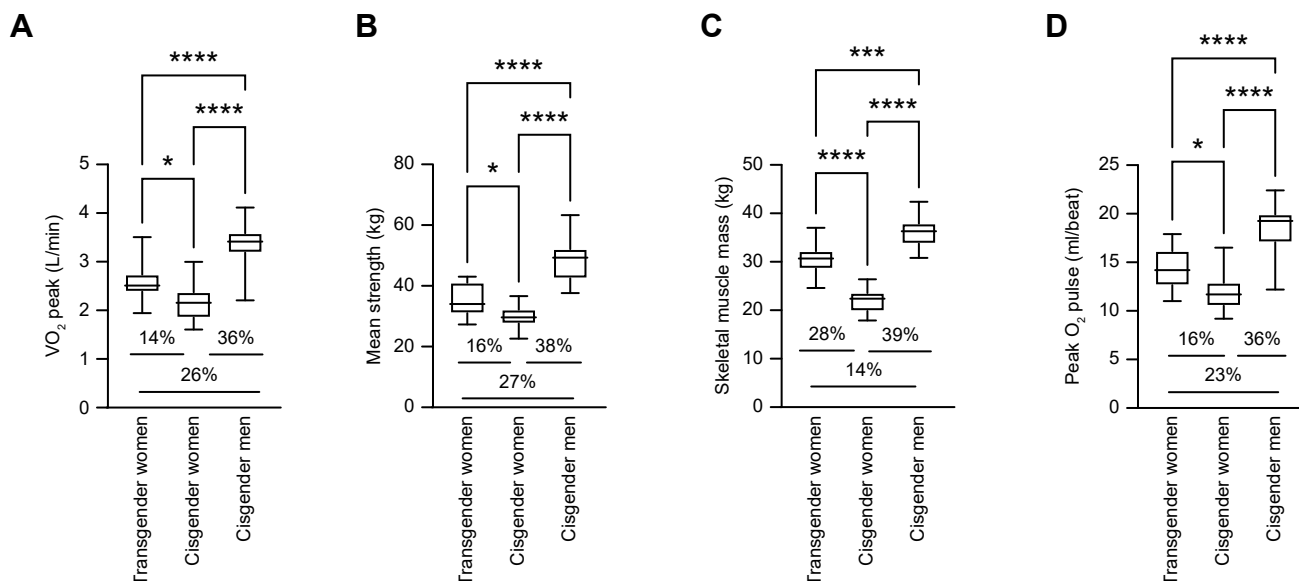 A
****
****
*
VO2 peak (L/min)
5
4
3
2
1
0
14%
36%
26%
Transgender women
Cisgender women
Cisgender men
B
****
****
*
Mean strength (kg)
80
60
40
20
0
16%
38%
27%
Transgender women
Cisgender women
Cisgender men
C
***
****
****
Skeletal muscle mass (kg)
50
40
30
20
10
0
28%
39%
14%
Transgender women
Cisgender women
Cisgender men
D
****
****
*
Peak O2 pulse (ml/beat)
25
20
15
10
5
0
16%
36%
23%
Transgender women
Cisgender women
Cisgender men